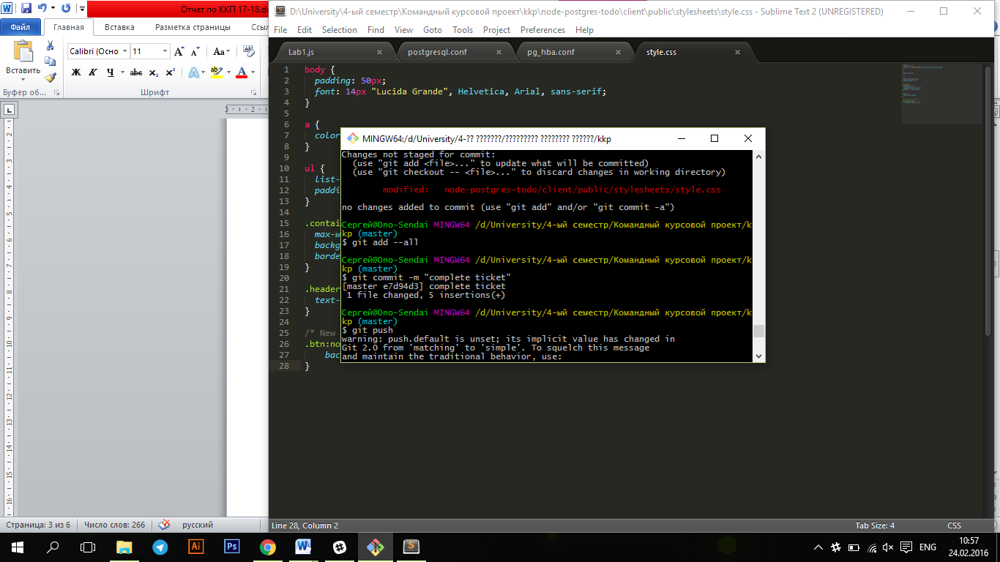 Отчет по ККП 17-18.d
Файл
Главная
Вставка
Разметка страницы
Ссы
Вставить
Calibri (Осно
11
Буфер об...
Шрифт
Страница: 3 из 6
Число слов: 266
русский
D:\University\4-ый семестр\Командный курсовой проект\kkp\node-postgres-todo\client\public\stylesheets\style.css - Sublime Text 2 (UNREGISTERED)
File Edit Selection Find View Goto Tools Project Preferences Help
Lab1.js
postgresql.conf
pg_hba.conf
style.css
1 body {
2 padding: 50px;
3 font: 14px "Lucida Grande", Helvetica, Arial, sans-serif;
4 }
5
6 a {
7 color
8 }
9
10 ul {
11 list-
12 paddi
13 }
14
15 .contai
16 max-w
17 backg
18 borde
19 }
20
21 .header
22 text-
23 }
24
25 /* New
26 .btn:no
27 bac
28 }
MINGW64:/d/University/4-?? ???????/????????? ???????? ??????/kkp
Changes not staged for commit:
(use "git add <file>..." to update what will be committed)
(use "git checkout -- <file>..." to discard changes in working directory)
modified: node-postgres-todo/client/public/stylesheets/style.css
no changes added to commit (use "git add" and/or "git commit -a")
Сергей@Ono-Sendai MINGW64 /d/University/4-ый семестр/Командный курсовой проект/k
kp (master)
$ git add --all
Сергей@Ono-Sendai MINGW64 /d/University/4-ый семестр/Командный курсовой проект/k
kp (master)
$ git commit -m "complete ticket"
[master e7d94d3] complete ticket
1 file changed, 5 insertions(+)
Сергей@Ono-Sendai MINGW64 /d/University/4-ый семестр/Командный курсовой проект/k
kp (master)
$ git push
warning: push.default is unset; its implicit value has changed in
Git 2.0 from 'matching' to 'simple'. To squelch this message
and maintain the traditional behavior, use:
Line 28, Column 2
Tab Size: 4
CSS
ENG
10:57
24.02.2016